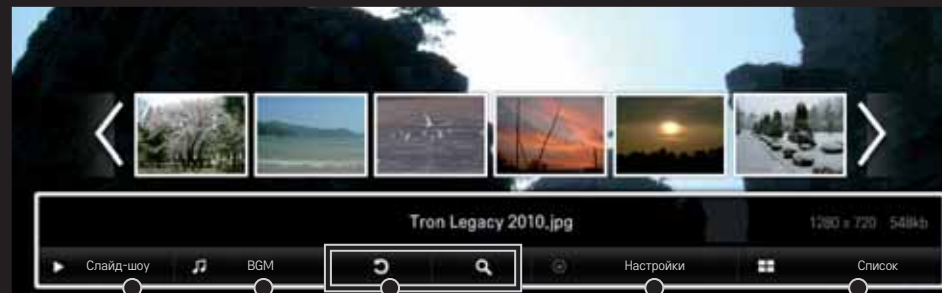 Tron Legacy 2010.jpg 1280 x 720 548kb
Слайд-шоу BGM Настройки Список